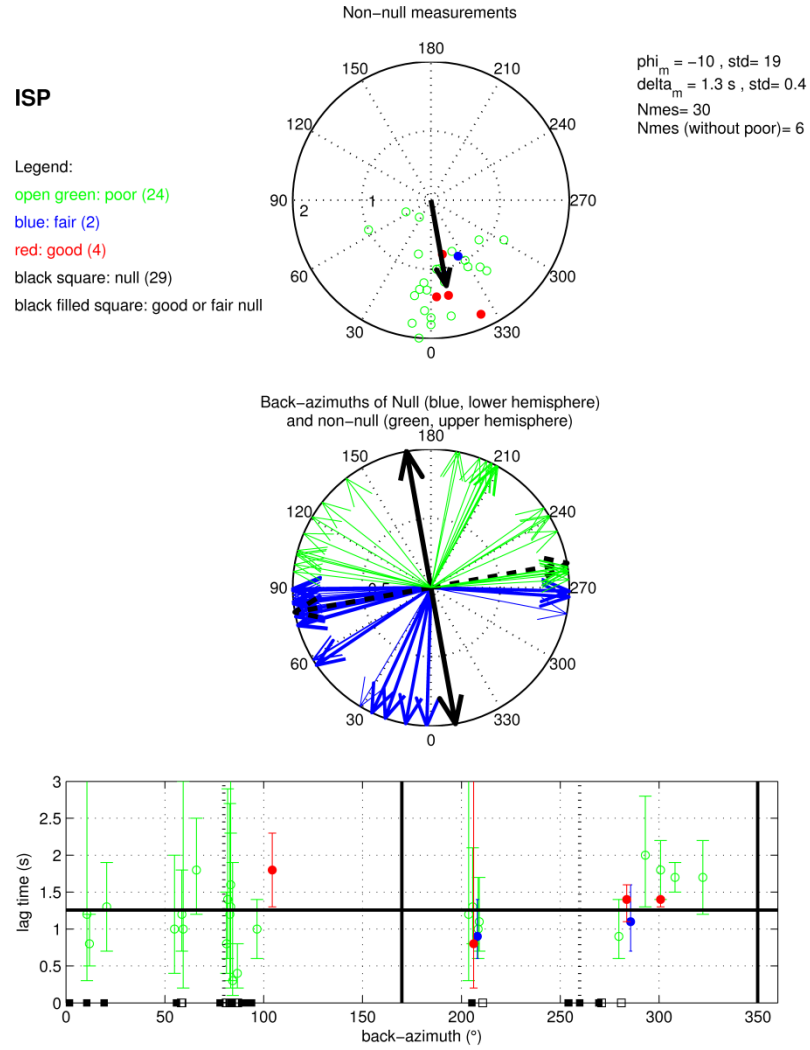 Non-null measurements
180
150
210
120
240
90
270
60
300
30
330
0
2
1
phi_m = -10 , std= 19
delta_m = 1.3 s , std= 0.4
Nmes= 30
Nmes (without poor)= 6
ISP
Legend:
open green: poor (24)
blue: fair (2)
red: good (4)
black square: null (29)
black filled square: good or fair null
Back-azimuths of Null (blue, lower hemisphere)
and non-null (green, upper hemisphere)
180
150
210
120
240
90
270
60
300
30
330
0
3
2.5
2
1.5
1
0.5
0
lag time (s)
0 50 100 150 200 250 300 350
back-azimuth (°)